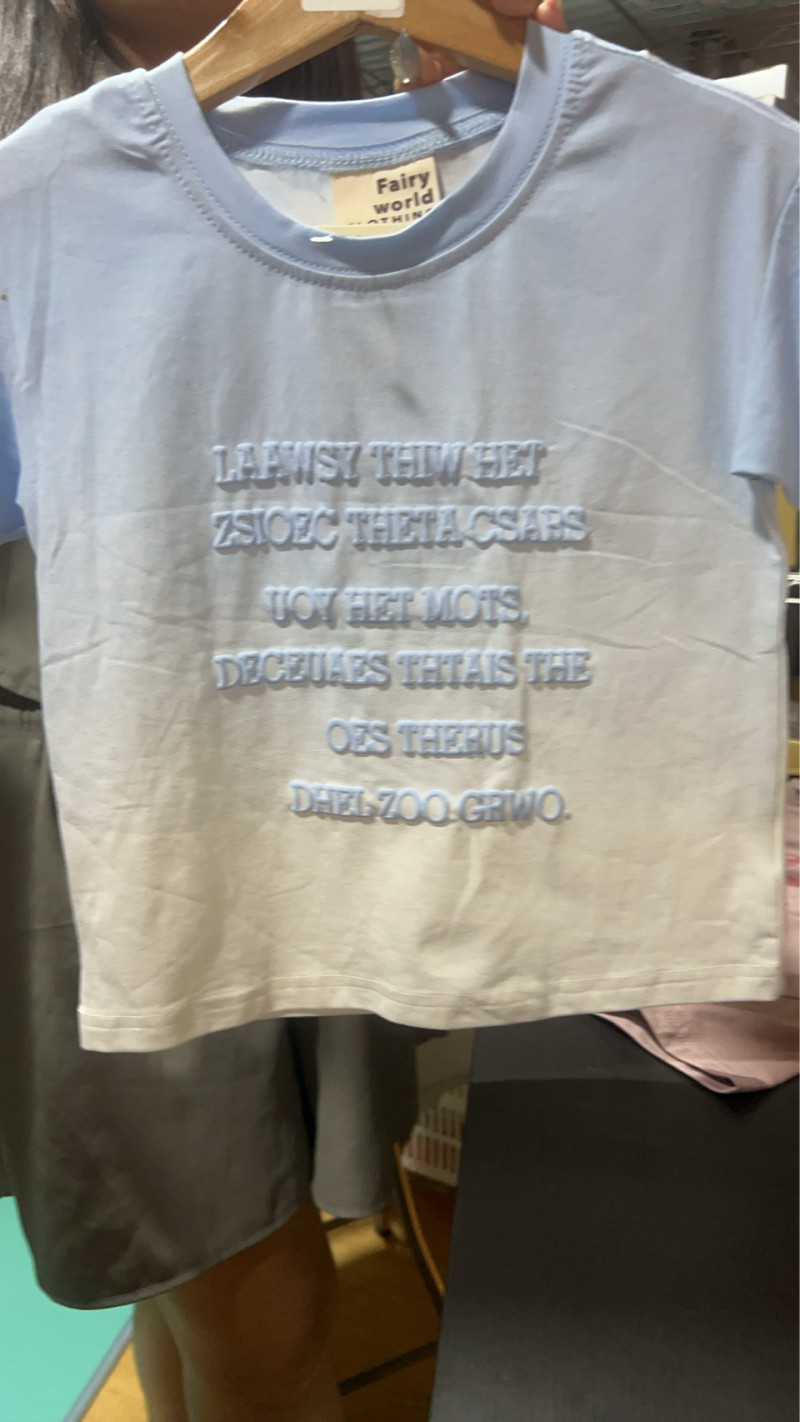 Fairy
world
LAAWSY THIW HET
ZSIOEC THETA CSARS
UOY HET MOTS,
DECEUAES THTAIS THE
OES THERUS
DHEL ZOO GRWO.